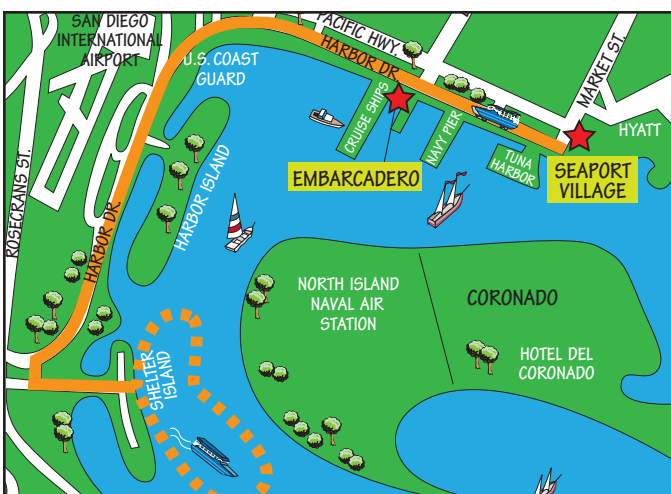 SAN DIEGO
INTERNATIONAL
AIRPORT
U.S. COAST
GUARD
PACIFIC HWY.
HARBOR DR.
MARKET ST.
CRUISE SHIPS
NAVY PIER
TUNA
HARBOR
HYATT
EMBARCADERO
SEAPORT
VILLAGE
ROSECRANS ST.
HARBOR DR.
HARBOR ISLAND
NORTH ISLAND
NAVAL AIR
STATION
CORONADO
HOTEL DEL
CORONADO
SHELTER
ISLAND